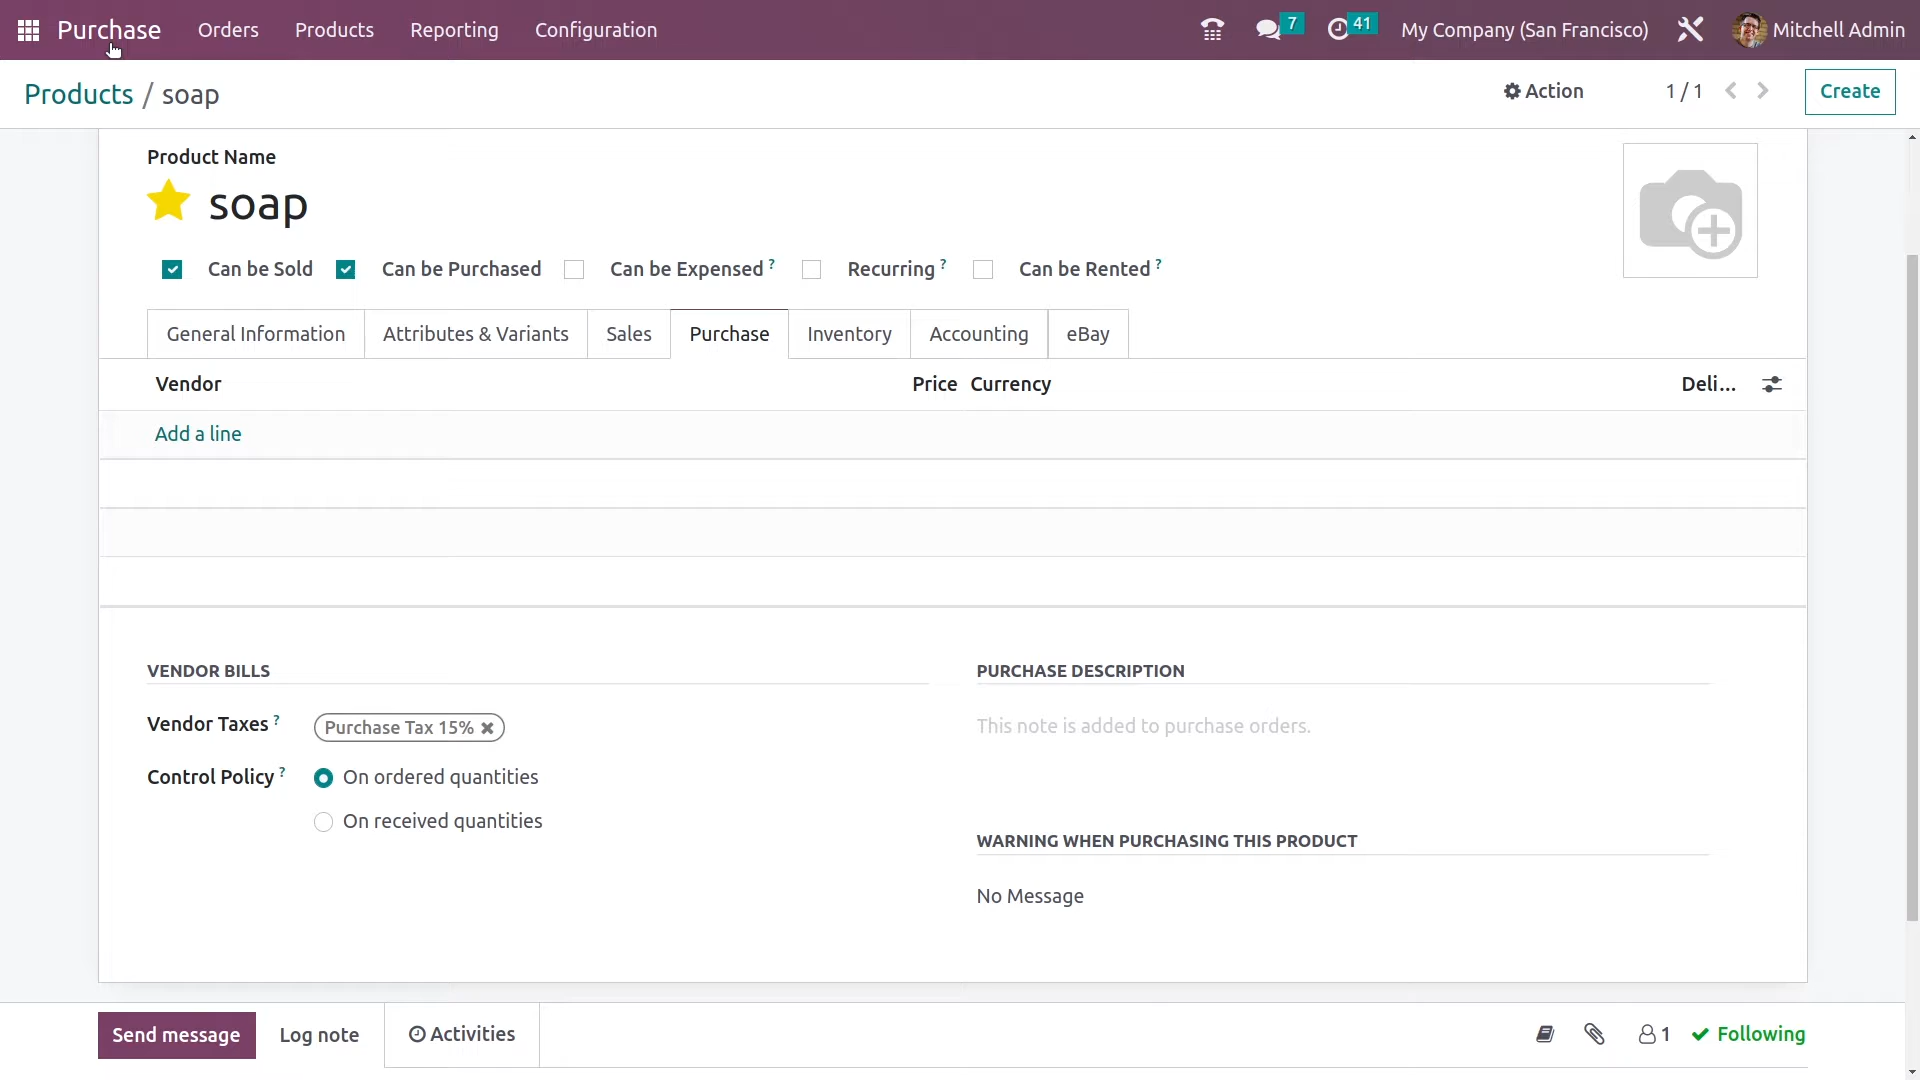 Purchase Orders Products Reporting Configuration 7 41 My Company (San Francisco) Mitchell Admin
Products / soap Action 1 / 1 Create
Product Name
soap
Can be Sold Can be Purchased Can be Expensed ? Recurring ? Can be Rented ?
General Information Attributes & Variants Sales Purchase Inventory Accounting eBay
Vendor Price Currency Deli...
Add a line
VENDOR BILLS
Vendor Taxes ? Purchase Tax 15%
Control Policy ? On ordered quantities
On received quantities
PURCHASE DESCRIPTION
This note is added to purchase orders.
WARNING WHEN PURCHASING THIS PRODUCT
No Message
Send message Log note Activities 1 Following